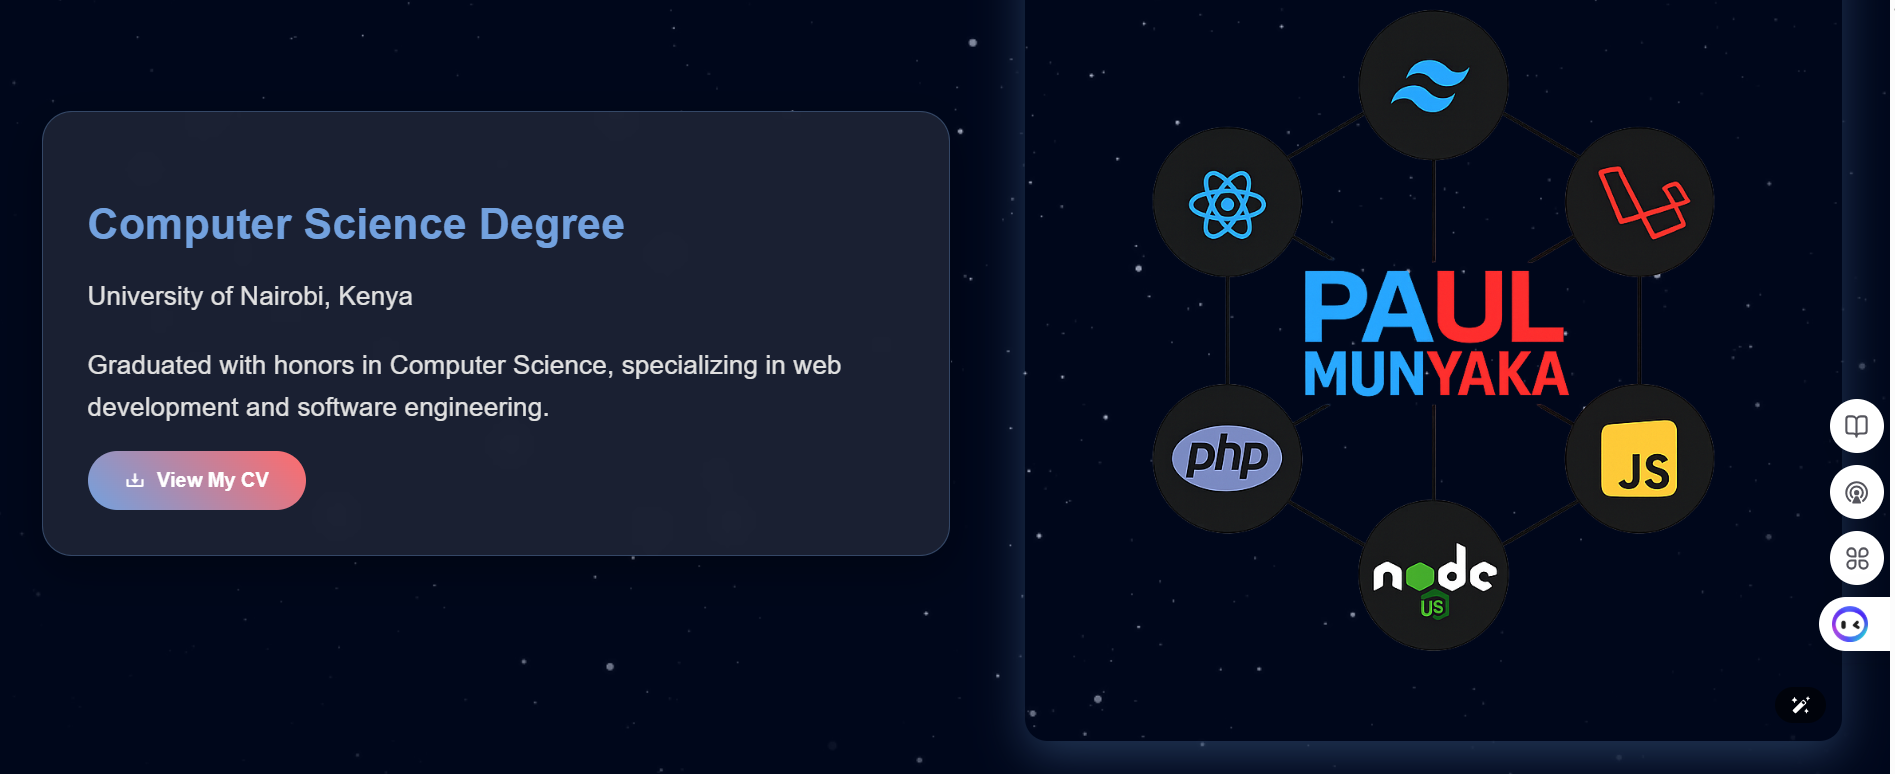 Computer Science Degree
University of Nairobi, Kenya
Graduated with honors in Computer Science, specializing in web
development and software engineering.
View My CV
PAUL
MUNYAKA
php
JS
node
US